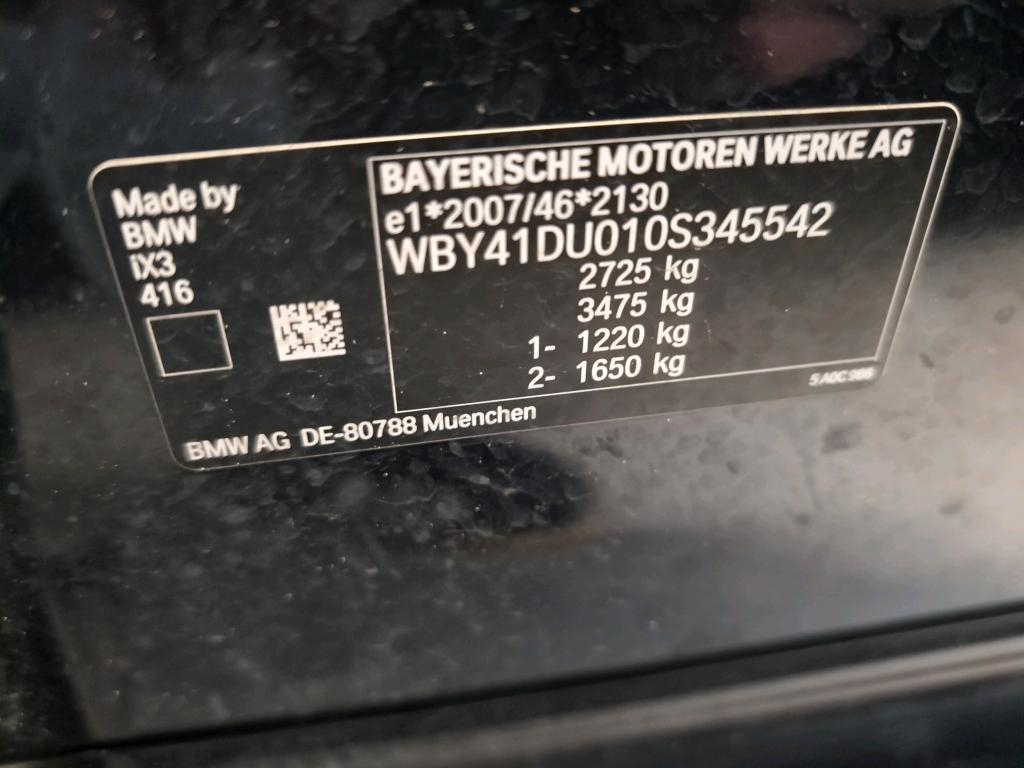 Made by
BMW
iX3
416
BAYERISCHE MOTOREN WERKE AG
e1*2007/46*2130
WBY41DU010S345542
2725 kg
3475 kg
1- 1220 kg
2- 1650 kg
5A0C986
BMW AG DE-80788 Muenchen